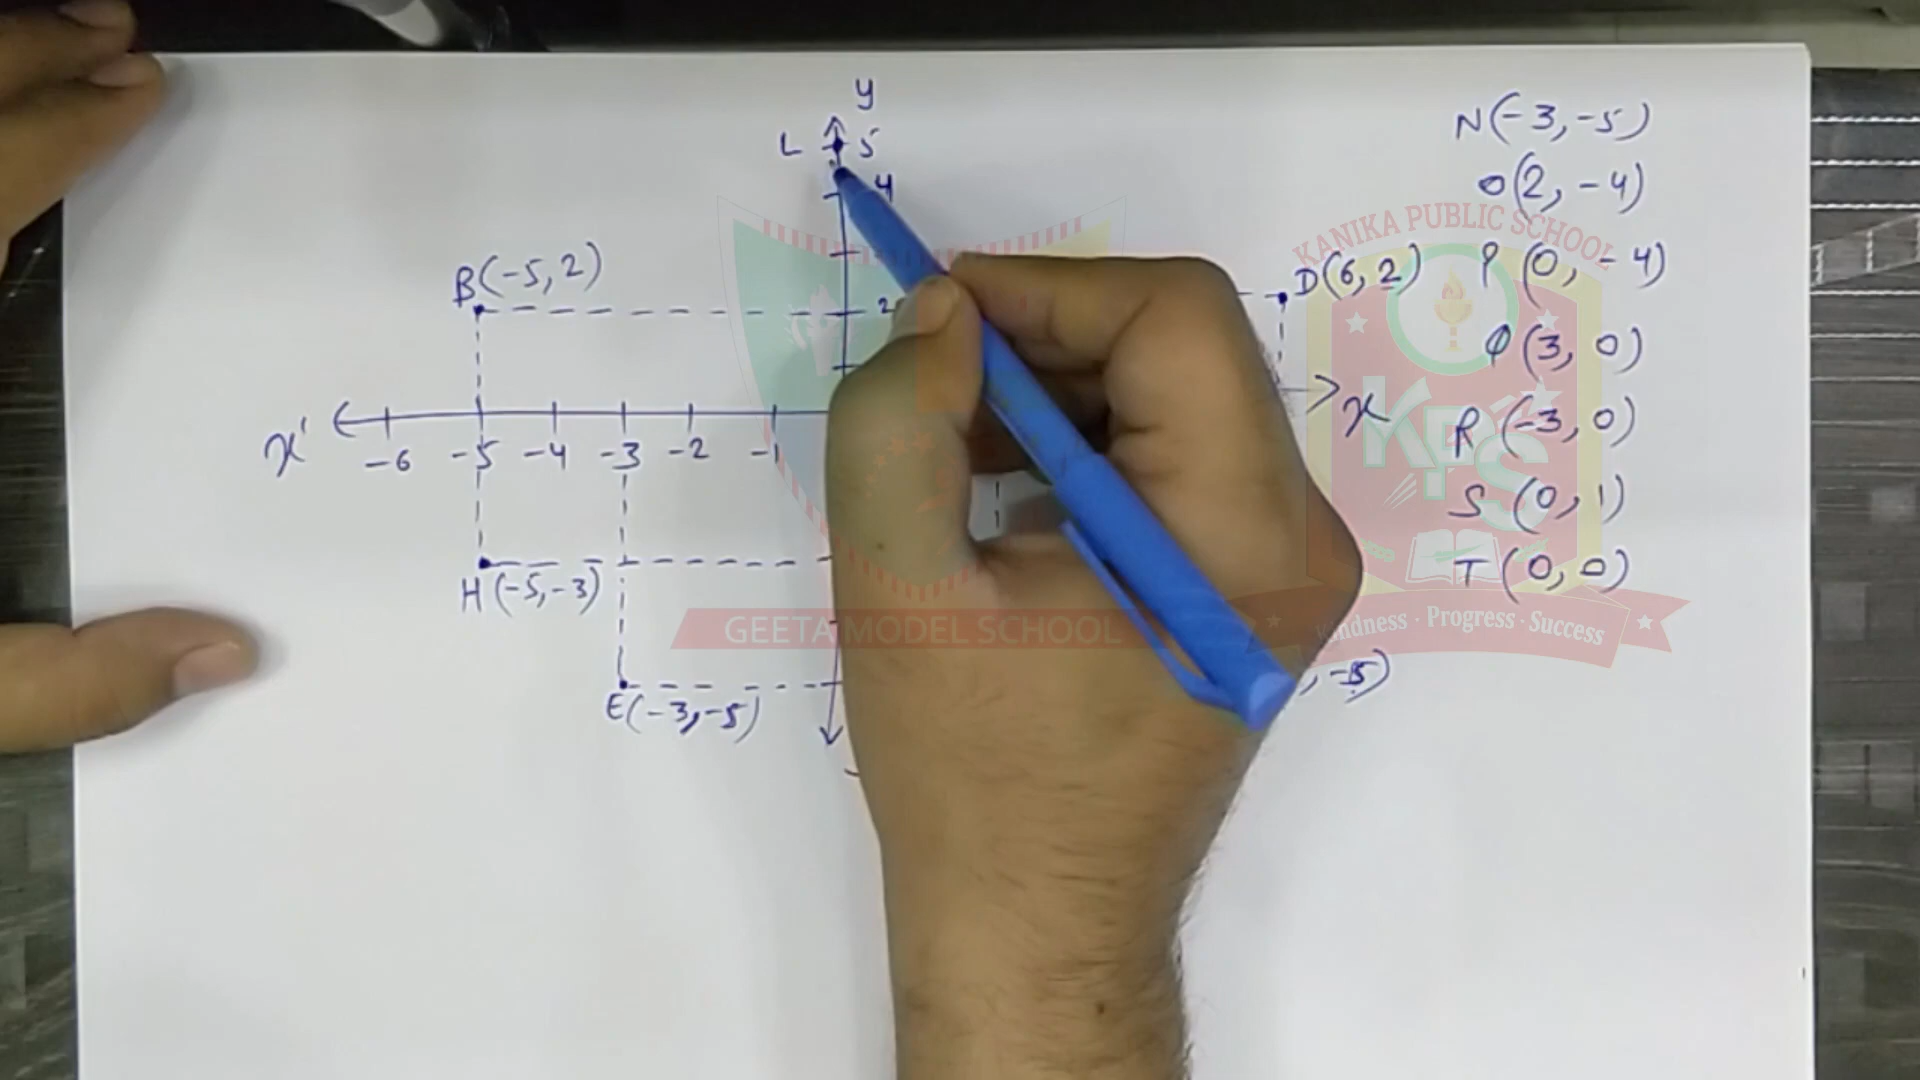 y
L 5
4
N(-3,-5)
O(2,-4)
B(-5,2)
2
D(6,2)
P(0,-4)
Q(3,0)
x'
-6 -5 -4 -3 -2 -1
x
R(-3,0)
S(0,1)
H(-5,-3)
T(0,0)
E(-3,-5)
,-5)
KANIKA PUBLIC SCHOOL
KPS
GEETA MODEL SCHOOL
Kindness · Progress · Success